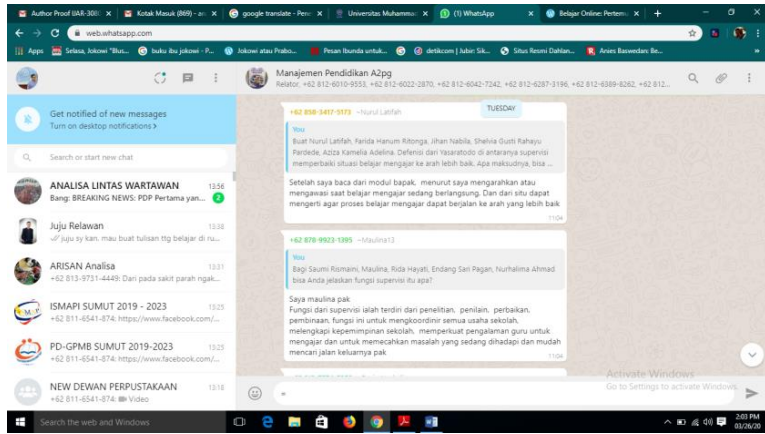 Author Proof IJAR-308
Kotak Masuk (869) - an
google translate - Pene
Universitas Muhammac
(1) WhatsApp
Belajar Online: Pertem
web.whatsapp.com
Apps
Selasa, Jokowi "Blus...
buku ibu jokowi - P...
Jokowi atau Prabo...
Pesan Ibunda untuk...
detikcom | Jubir: Sik...
Situs Resmi Dahlan...
Anies Baswedan: Be...
Manajemen Pendidikan A2pg
Relator, +62 812-6010-9553, +62 812-6022-2870, +62 812-6042-7242, +62 812-6287-3196, +62 812-6389-8262, +62 812...
Get notified of new messages
Turn on desktop notifications >
Search or start new chat
ANALISA LINTAS WARTAWAN 13:56
Bang: BREAKING NEWS: PDP Pertama yan... 2
Juju Relawan 13:38
juju sy kan. mau buat tulisan ttg belajar di ru...
ARISAN Analisa 13:31
+62 813-9731-4449: Dari pada sakit parah ngak...
ISMAPI SUMUT 2019 - 2023 13:25
+62 811-6541-874: https://www.facebook.com/...
PD-GPMB SUMUT 2019-2023 13:25
+62 811-6541-874: https://www.facebook.com/...
NEW DEWAN PERPUSTAKAAN 13:18
+62 811-6541-874: Video
TUESDAY
+62 858-3417-5173 ~Nurul Latifah
You
Buat Nurul Latifah, Farida Hanum Ritonga, Jihan Nabila, Shelvia Gusti Rahayu
Pardede, Aziza Kamelia Adelina. Defenisi dari Yasaratodo di antaranya supervisi
memperbaiki situasi belajar mengajar ke arah lebih baik. Apa maksudnya, bisa ...
Setelah saya baca dari modul bapak, menurut saya mengarahkan atau
mengawasi saat belajar mengajar sedang berlangsung. Dan dari situ dapat
mengerti agar proses belajar mengajar dapat berjalan ke arah yang lebih baik
11:04
+62 878-9923-1395 ~Maulina13
You
Bagi Saumi Rismaini, Maulina, Rida Hayati, Endang Sari Pagan, Nurhalima Ahmad
bisa Anda jelaskan fungsi supervisi itu apa?
Saya maulina pak
Fungsi dari supervisi ialah terdiri dari penelitian, penilain, perbaikan,
pembinaan, fungsi ini untuk mengkoordinir semua usaha sekolah,
melengkapi kepemimpinan sekolah, memperkuat pengalaman guru untuk
mengajar dan untuk memecahkan masalah yang sedang dihadapi dan mudah
mencari jalan keluarnya pak
11:04
Activate Windows
Go to Settings to activate Windows.
Search the web and Windows
2:03 PM
03/26/20